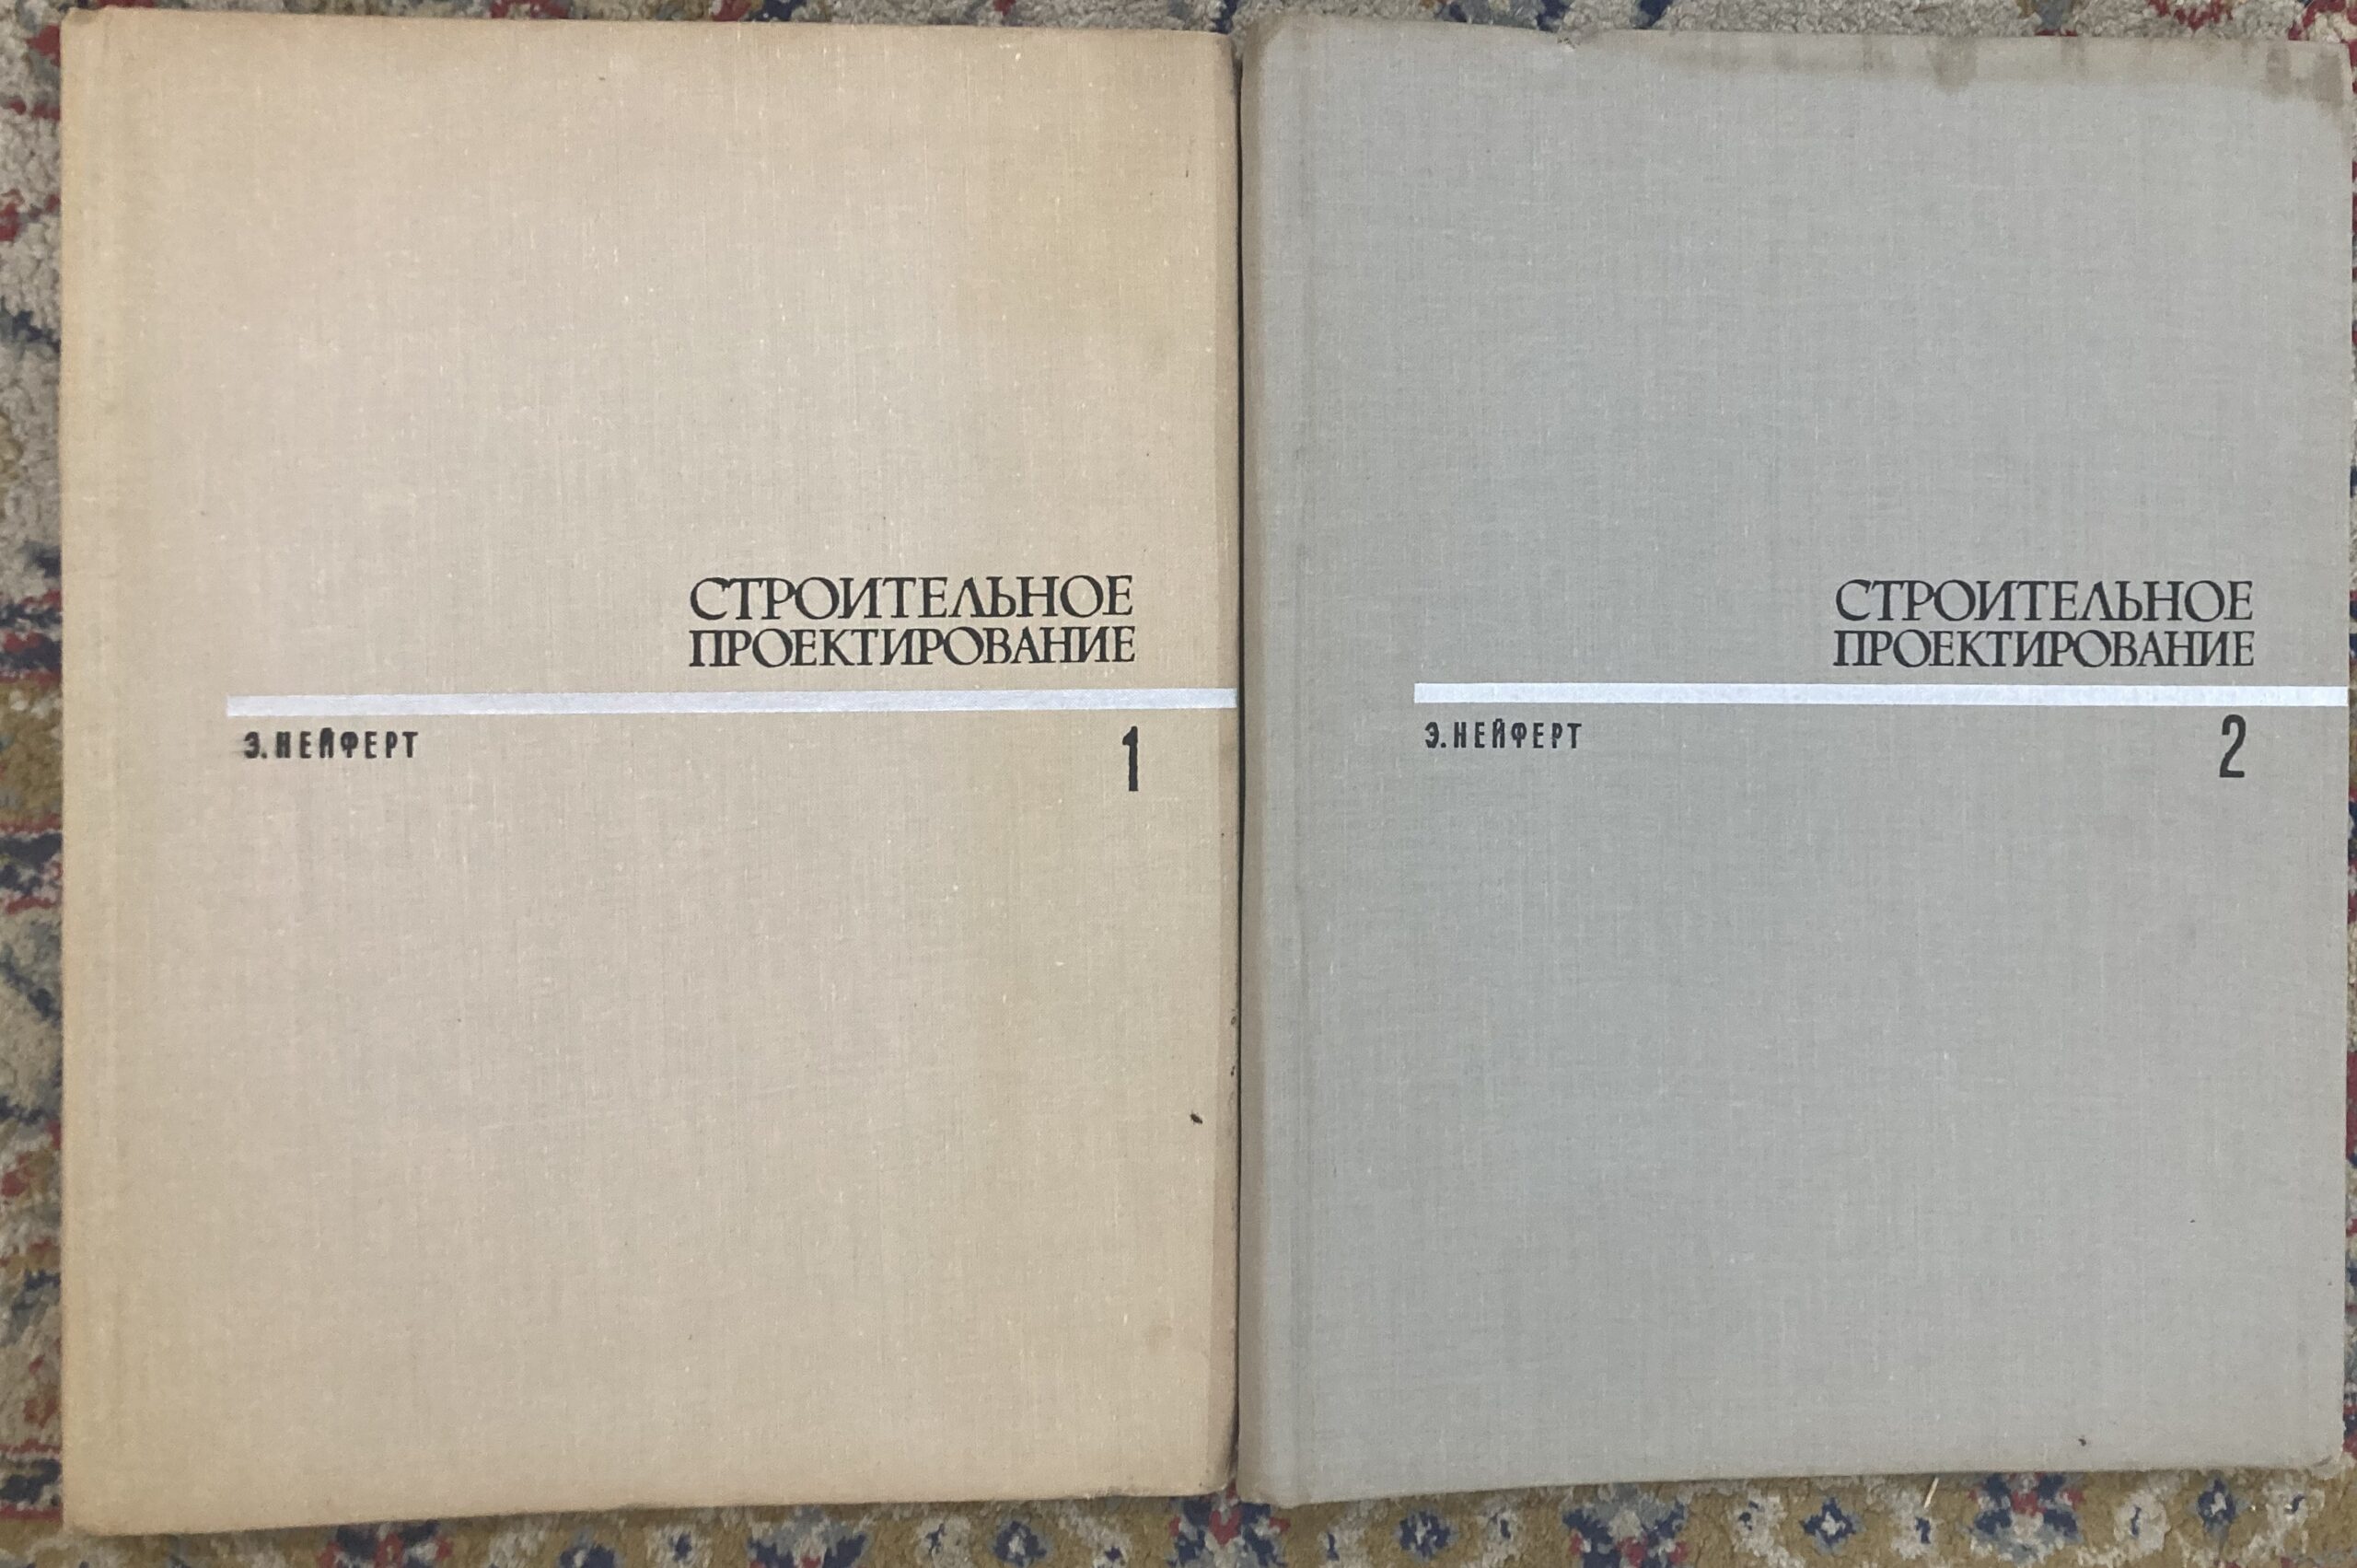 СТРОИТЕЛЬНОЕ
ПРОЕКТИРОВАНИЕ
Э. НЕЙФЕРТ
1
СТРОИТЕЛЬНОЕ
ПРОЕКТИРОВАНИЕ
Э. НЕЙФЕРТ
2